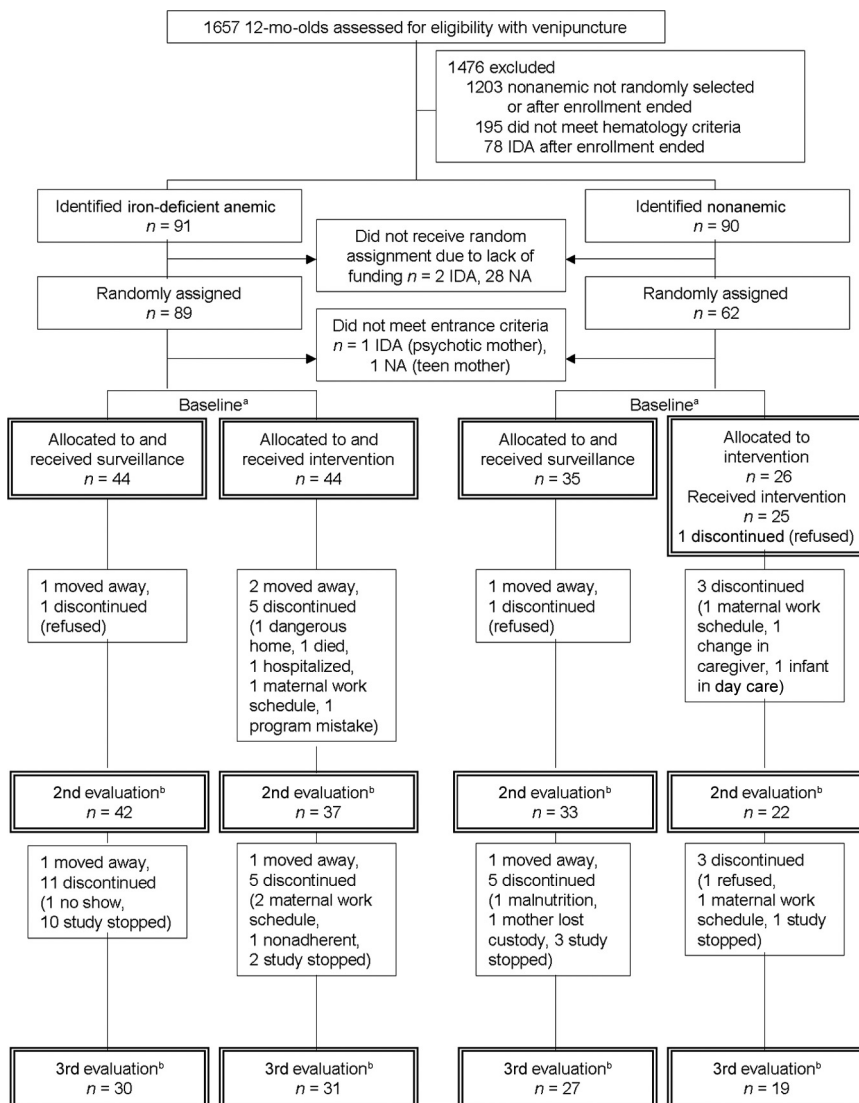 1657 12-mo-olds assessed for eligibility with venipuncture
1476 excluded
1203 nonanemic not randomly selected
or after enrollment ended
195 did not meet hematology criteria
78 IDA after enrollment ended
Identified iron-deficient anemic
n = 91
Identified nonanemic
n = 90
Did not receive random
assignment due to lack of
funding n = 2 IDA, 28 NA
Randomly assigned
n = 89
Randomly assigned
n = 62
Did not meet entrance criteria
n = 1 IDA (psychotic mother),
1 NA (teen mother)
Baselineᵃ
Baselineᵃ
Allocated to and
received surveillance
n = 44
Allocated to and
received intervention
n = 44
Allocated to and
received surveillance
n = 35
Allocated to
intervention
n = 26
Received intervention
n = 25
1 discontinued (refused)
1 moved away,
1 discontinued
(refused)
2 moved away,
5 discontinued
(1 dangerous
home, 1 died,
1 hospitalized,
1 maternal work
schedule, 1
program mistake)
1 moved away,
1 discontinued
(refused)
3 discontinued
(1 maternal work
schedule, 1
change in
caregiver, 1 infant
in day care)
2nd evaluationᵇ
n = 42
2nd evaluationᵇ
n = 37
2nd evaluationᵇ
n = 33
2nd evaluationᵇ
n = 22
1 moved away,
11 discontinued
(1 no show,
10 study stopped)
1 moved away,
5 discontinued
(2 maternal work
schedule,
1 nonadherent,
2 study stopped)
1 moved away,
5 discontinued
(1 malnutrition,
1 mother lost
custody, 3 study
stopped)
3 discontinued
(1 refused,
1 maternal work
schedule, 1 study
stopped)
3rd evaluationᵇ
n = 30
3rd evaluationᵇ
n = 31
3rd evaluationᵇ
n = 27
3rd evaluationᵇ
n = 19